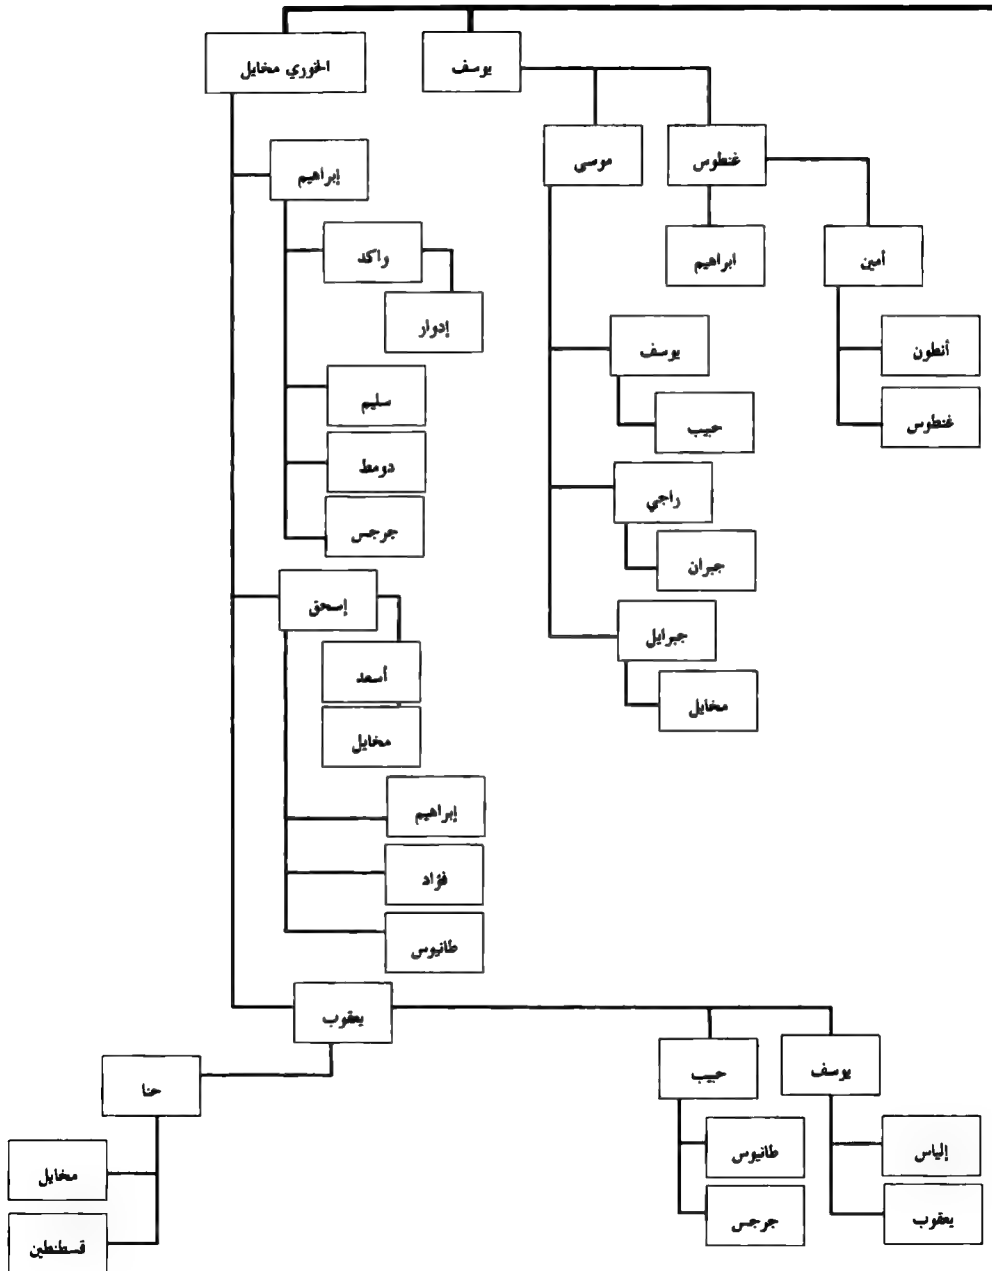 يوسف
الخوري مخايل
غنطوس
موسى
إبراهيم
أمين
ابراهيم
واكد
إدوار
أنطون
يوسف
سليم
غنطوس
حبيب
دومط
راجي
جرجس
جبران
إسحق
جبرايل
أسعد
مخايل
مخايل
إبراهيم
فؤاد
طانيوس
يعقوب
يوسف
حبيب
حنا
إلياس
طانيوس
مخايل
يعقوب
جرجس
قسطنطين